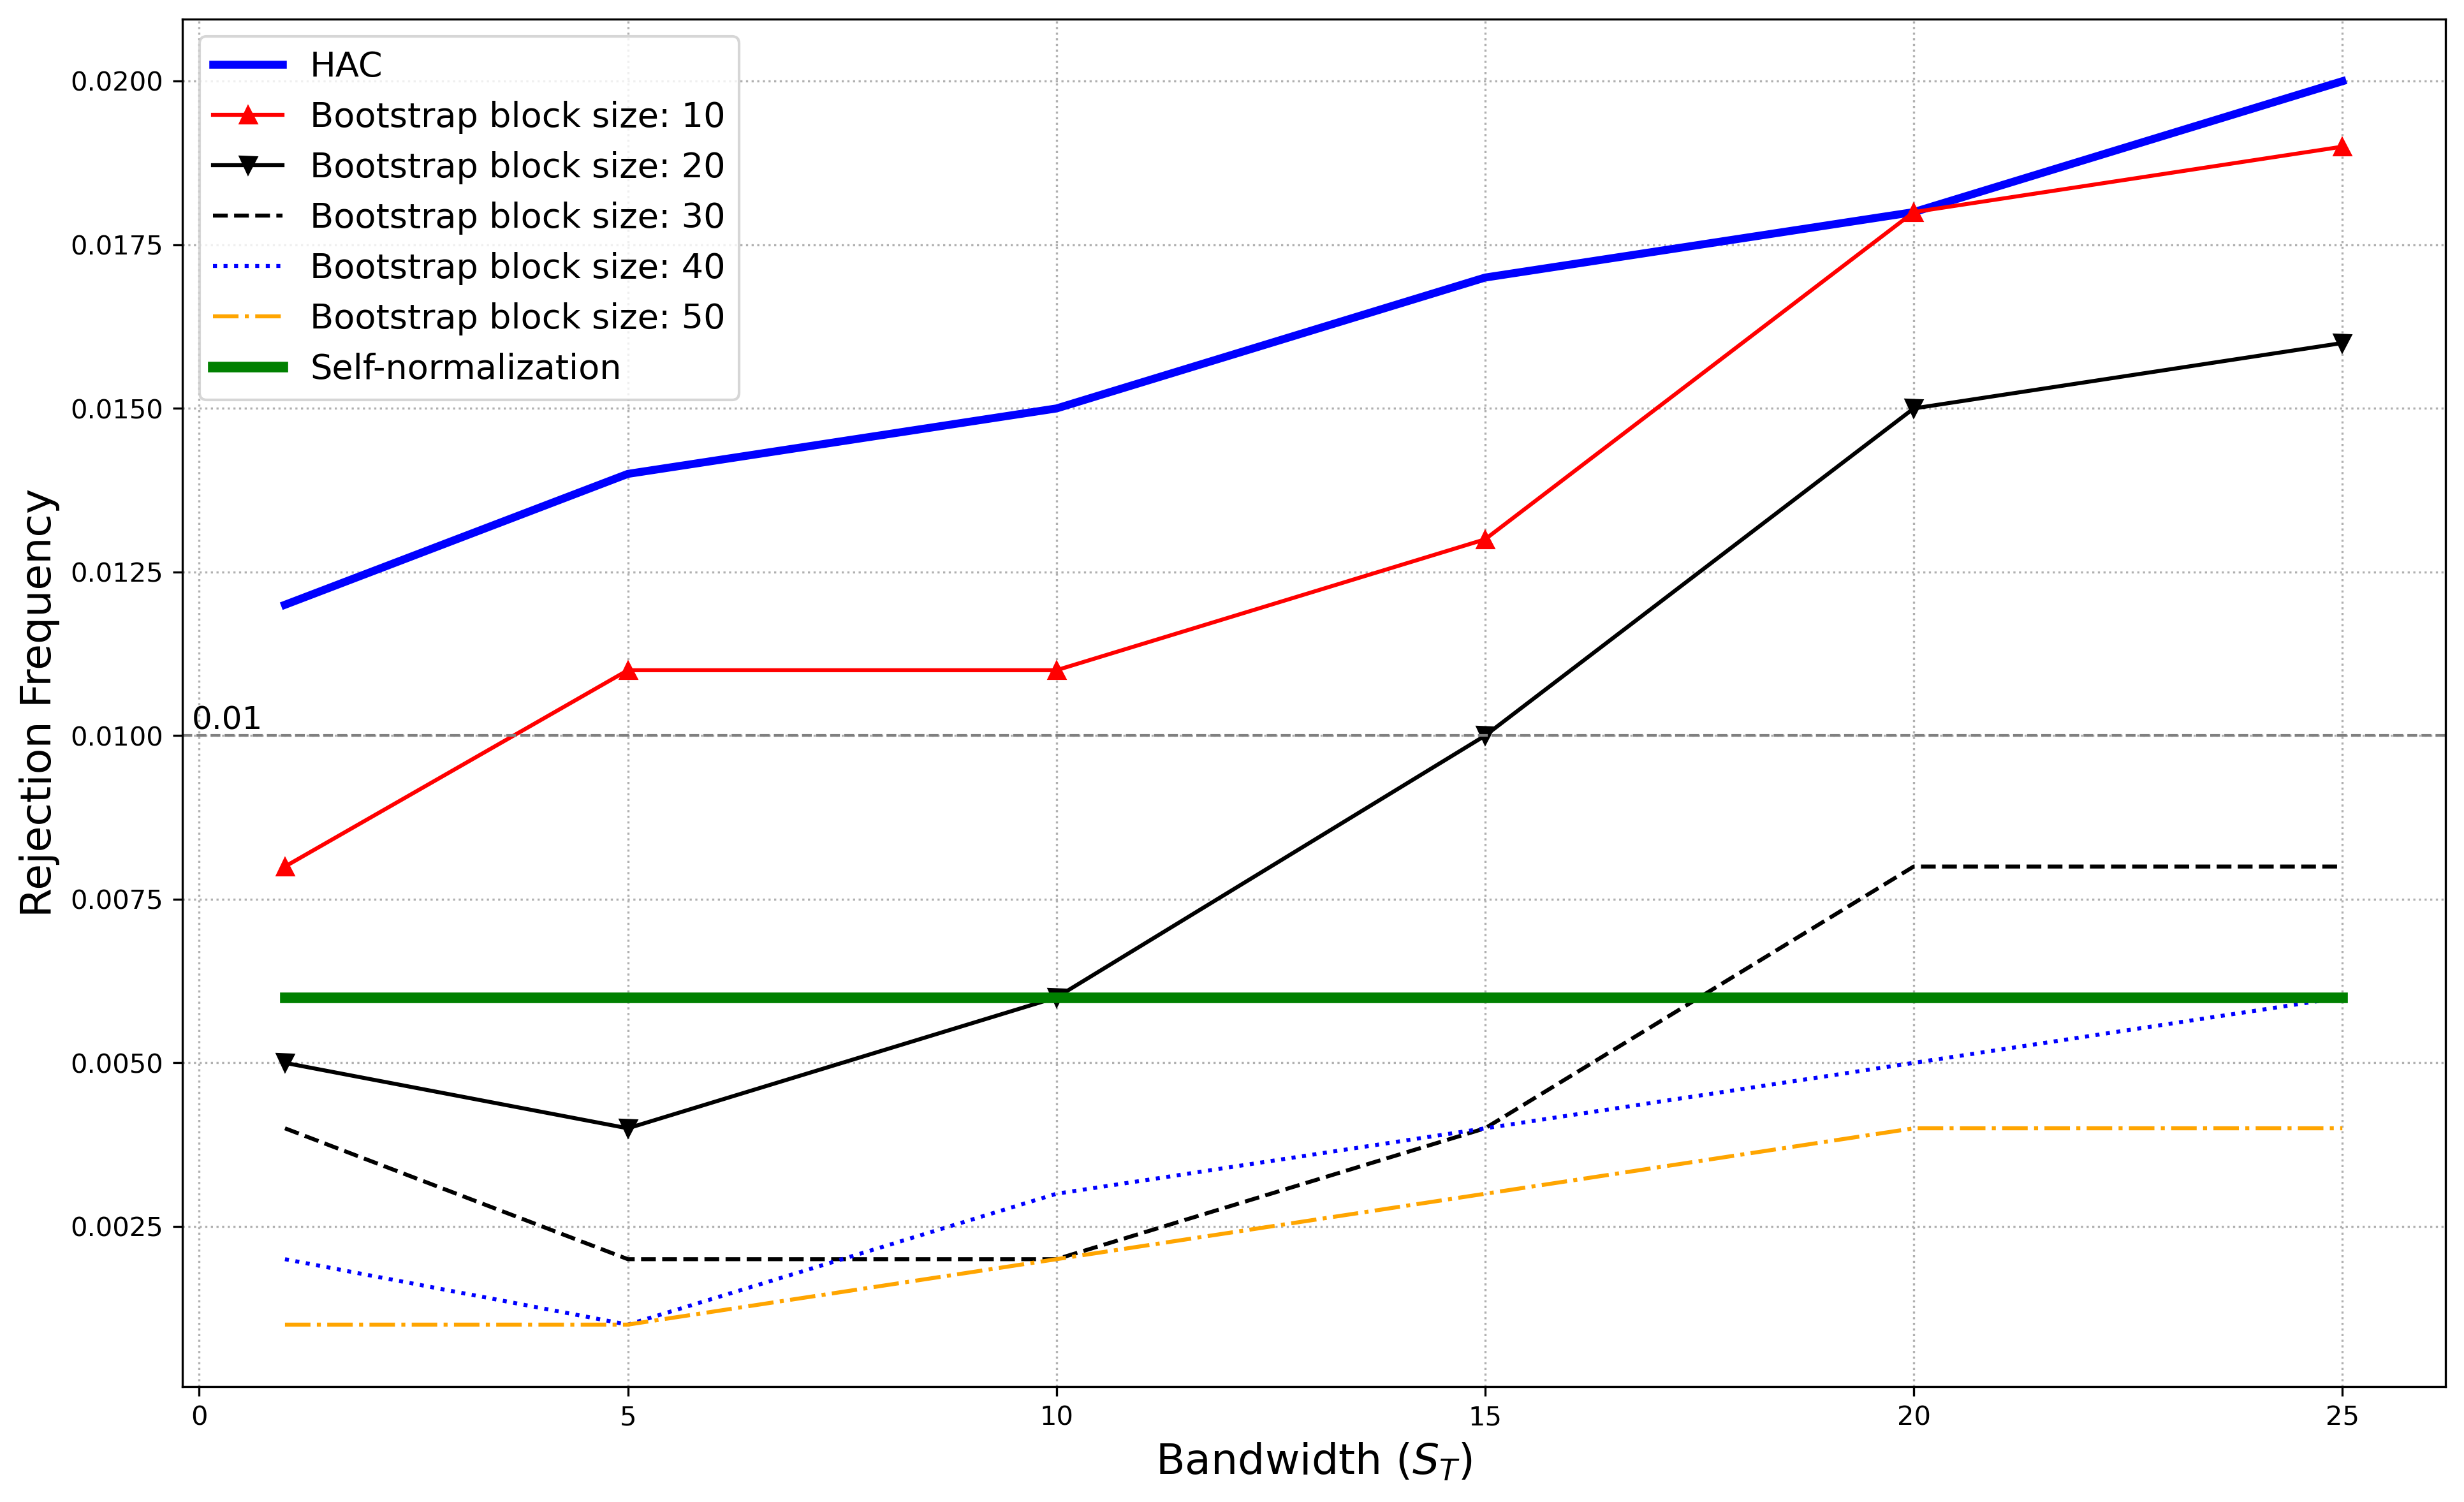 HAC
Bootstrap block size: 10
Bootstrap block size: 20
Bootstrap block size: 30
Bootstrap block size: 40
Bootstrap block size: 50
Self-normalization
0.0200
0.0175
0.0150
0.0125
0.0100
0.0075
0.0050
0.0025
0.01
Rejection Frequency
0 5 10 15 20 25
Bandwidth (S_T)